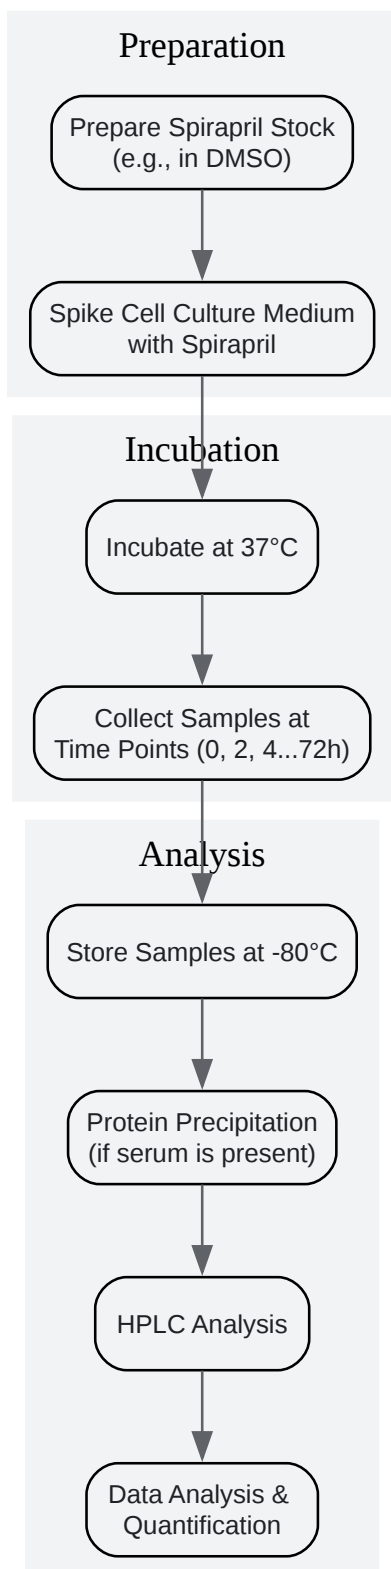 Preparation
Prepare Spirapril Stock
(e.g., in DMSO)
Spike Cell Culture Medium
with Spirapril
Incubation
Incubate at 37°C
Collect Samples at
Time Points (0, 2, 4...72h)
Analysis
Store Samples at -80°C
Protein Precipitation
(if serum is present)
HPLC Analysis
Data Analysis &
Quantification